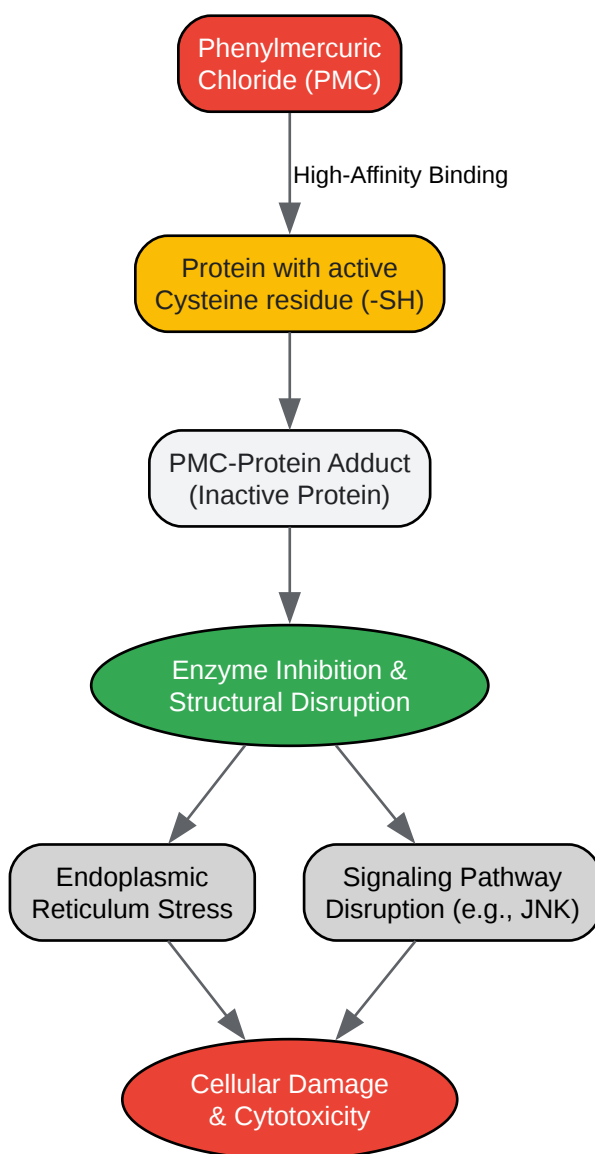 Phenylmercuric
Chloride (PMC)
High-Affinity Binding
Protein with active
Cysteine residue (-SH)
PMC-Protein Adduct
(Inactive Protein)
Enzyme Inhibition &
Structural Disruption
Endoplasmic
Reticulum Stress
Signaling Pathway
Disruption (e.g., JNK)
Cellular Damage
& Cytotoxicity